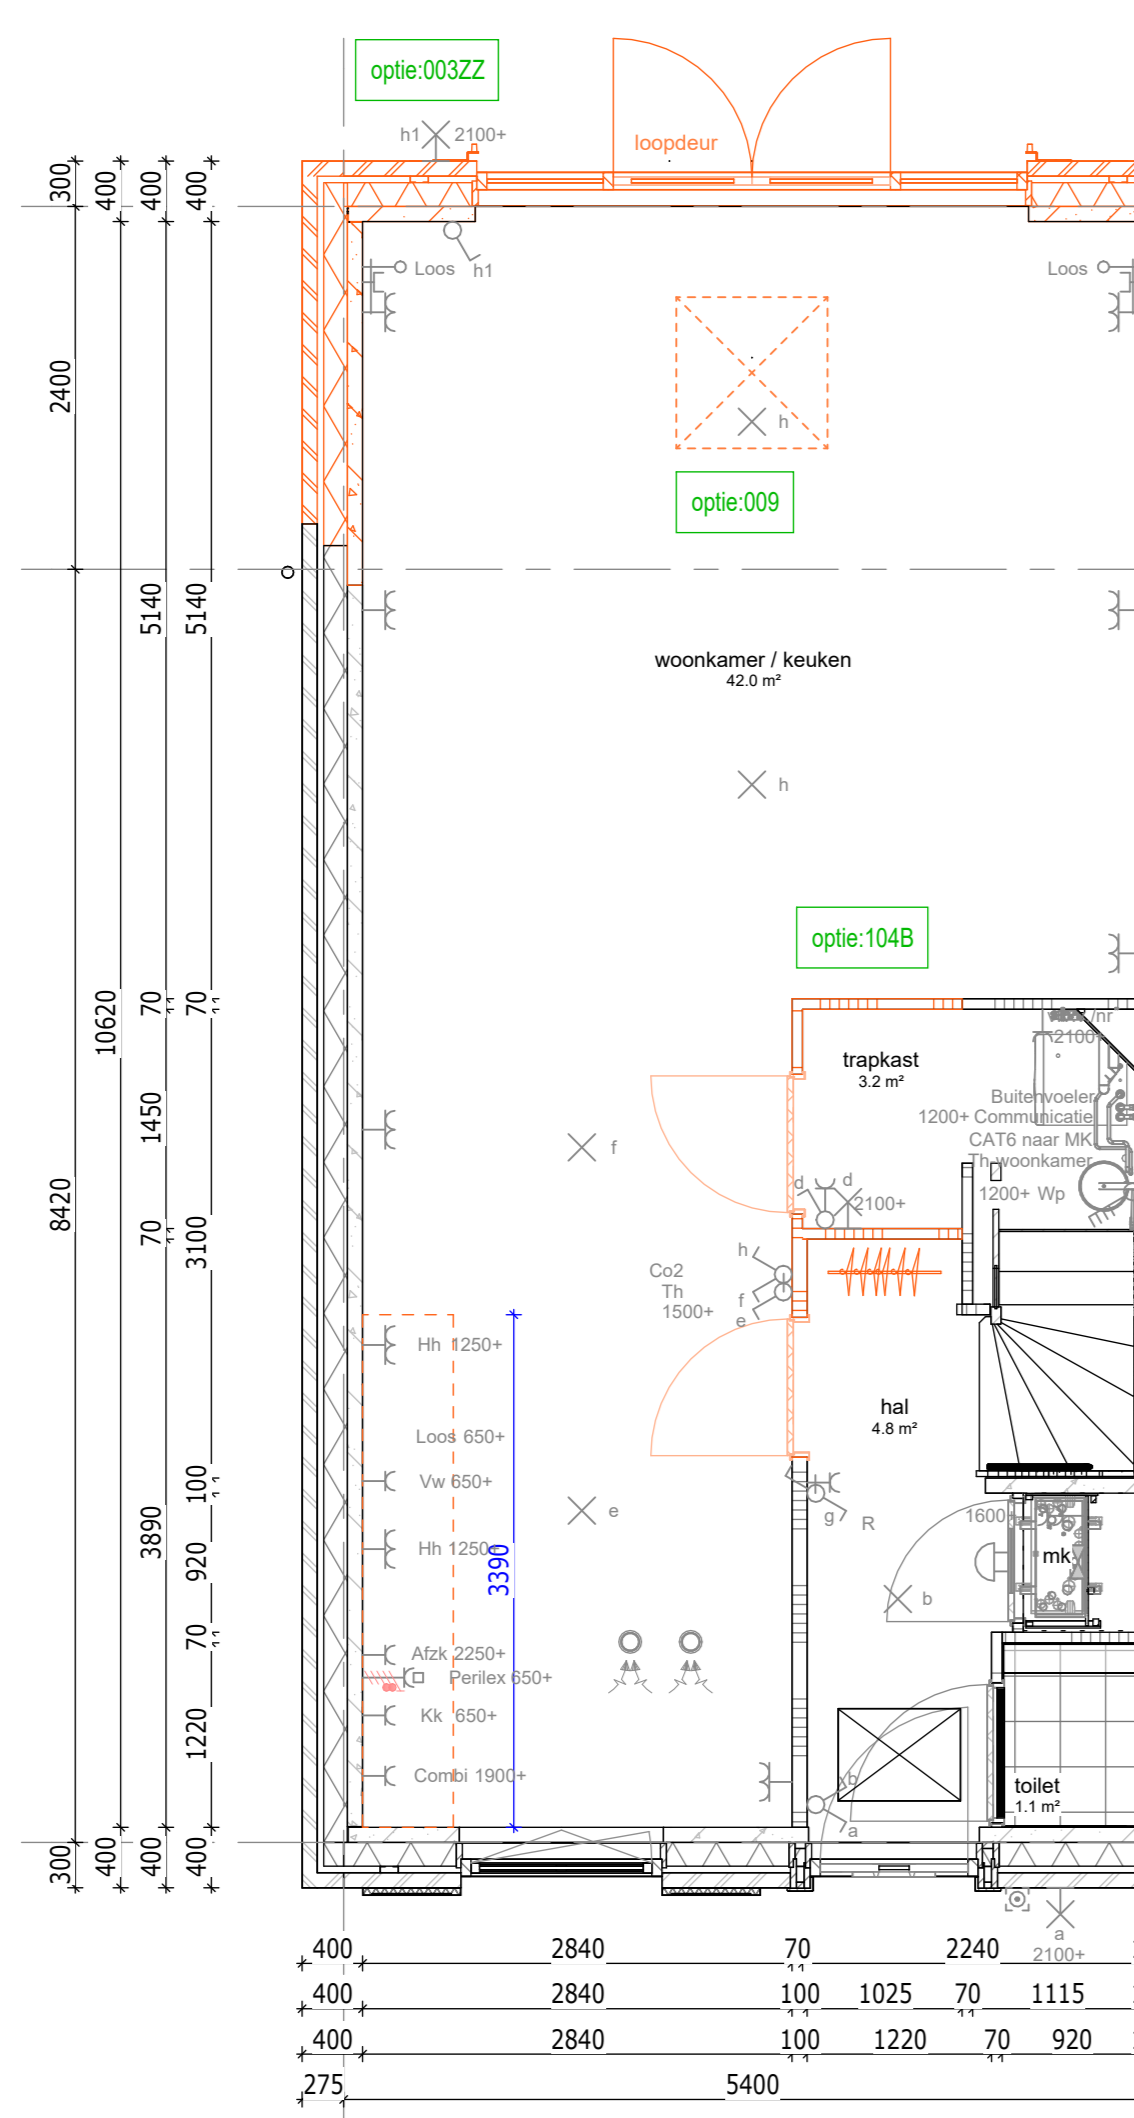 optie:003ZZ
h1
2100+
loopdeur
300
400
400
400
h1
Loos
Loos
2400
h
optie:009
5140
5140
woonkamer / keuken
42.0 m²
h
optie:104B
10620
70
70
/nr
2100+
trapkast
3.2 m²
Buitenvoeler
1200+ Communicatie
CAT6 naar MK
Th woonkamer
1200+ Wp
1450
f
d
d
2100+
8420
70
3100
h
Co2
Th
1500+
f
e
Hh 1250+
hal
4.8 m²
Loos 650+
Vw 650+
100
3890
920
e
g
R
1600+
Hh 1250+
3390
mk
b
70
Afzk 2250+
Perilex 650+
Kk 650+
1220
Combi 1900+
b
a
toilet
1.1 m²
300
400
400
400
a
2100+
400
2840
70
2240
400
2840
100
1025
70
1115
400
2840
100
1220
70
920
275
5400